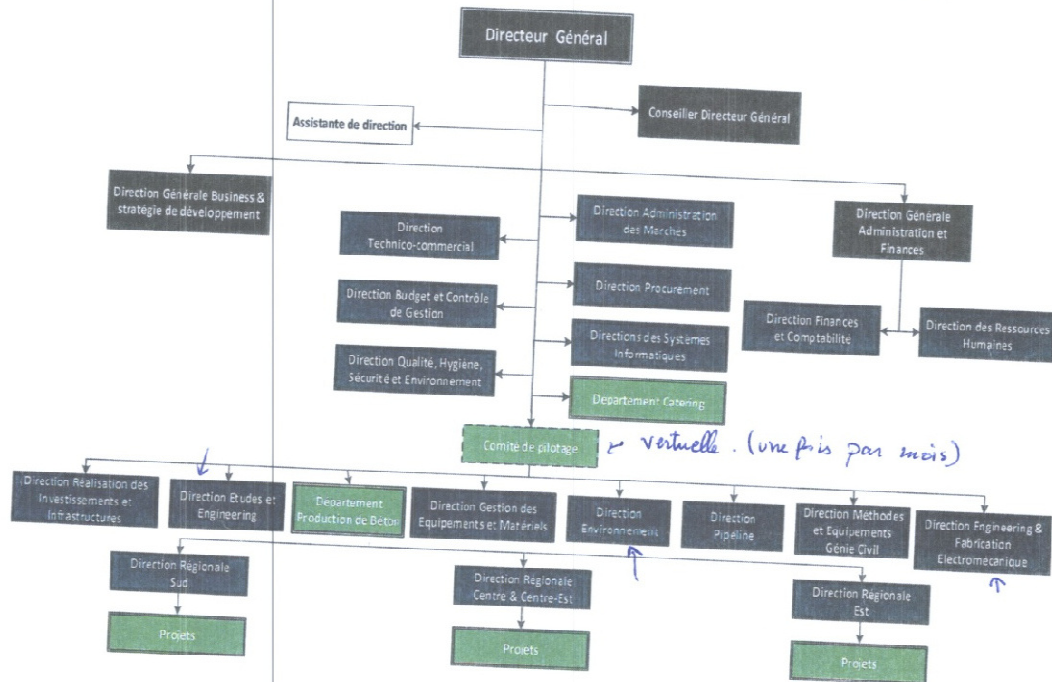 Directeur Général
Conseiller Directeur Général
Assistante de direction
Direction Générale Business &
stratégie de développement
Direction Générale
Administration et
Finances
Direction
Technico-commercial
Direction Administration
des Marchés
Direction Budget et Contrôle
de Gestion
Direction Procurement
Direction Finances
et Comptabilité
Direction des Ressources
Humaines
Direction Qualité, Hygiène,
Sécurité et Environnement
Directions des Systèmes
Informatiques
Departement Catering
Comité de pilotage
vertuelle. (une fois par mois)
Direction Réalisation des
Investissements et
Infrastructures
Direction Etudes et
Engineering
Departement
Production de Béton
Direction Gestion des
Equipements et Matériels
Direction
Environnement
Direction
Pipeline
Direction Méthodes
et Equipements
Génie Civil
Direction Engineering &
Fabrication
Electromécanique
Direction Régionale
Sud
Direction Régionale
Centre & Centre-Est
Direction Régionale
Est
Projets
Projets
Projets